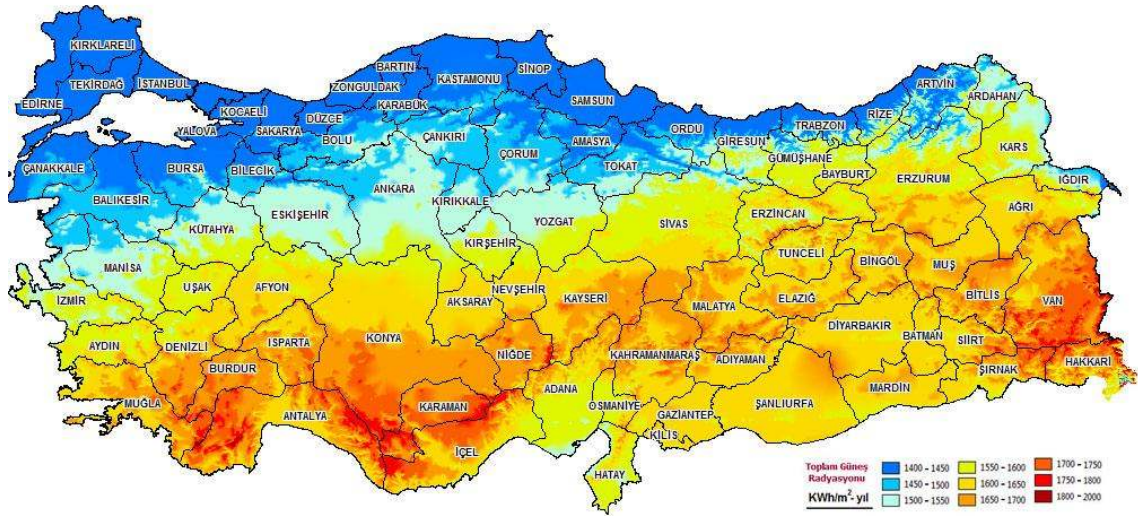 KIRKLARELİ
TEKİRDAĞ
İSTANBUL
EDİRNE
KOCAELİ
YALOVA
SAKARYA
DÜZCE
ZONGULDAK
BARTIN
KARABÜK
KASTAMONU
SİNOP
SAMSUN
ORDU
GİRESUN
TRABZON
RİZE
ARTVİN
ARDAHAN
ÇANAKKALE
BURSA
BİLECİK
BOLU
ÇANKIRI
ÇORUM
AMASYA
TOKAT
GÜMÜŞHANE
BAYBURT
ERZURUM
KARS
IĞDIR
BALIKESİR
KÜTAHYA
ESKİŞEHİR
ANKARA
KIRIKKALE
YOZGAT
SİVAS
ERZİNCAN
AĞRI
MANİSA
UŞAK
AFYON
KIRŞEHİR
NEVŞEHİR
AKSARAY
KAYSERİ
MALATYA
TUNCELİ
ELAZIĞ
BİNGÖL
MUŞ
BİTLİS
VAN
İZMİR
AYDIN
DENİZLİ
ISPARTA
BURDUR
KONYA
NİĞDE
KAHRAMANMARAŞ
ADIYAMAN
DİYARBAKIR
BATMAN
SİİRT
ŞIRNAK
HAKKARİ
MUĞLA
ANTALYA
KARAMAN
İÇEL
ADANA
OSMANİYE
GAZİANTEP
KİLİS
ŞANLIURFA
MARDİN
HATAY
Toplam Güneş
Radyasyonu
KWh/m²- yıl
1400 - 1450
1450 - 1500
1500 - 1550
1550 - 1600
1600 - 1650
1650 - 1700
1700 - 1750
1750 - 1800
1800 - 2000